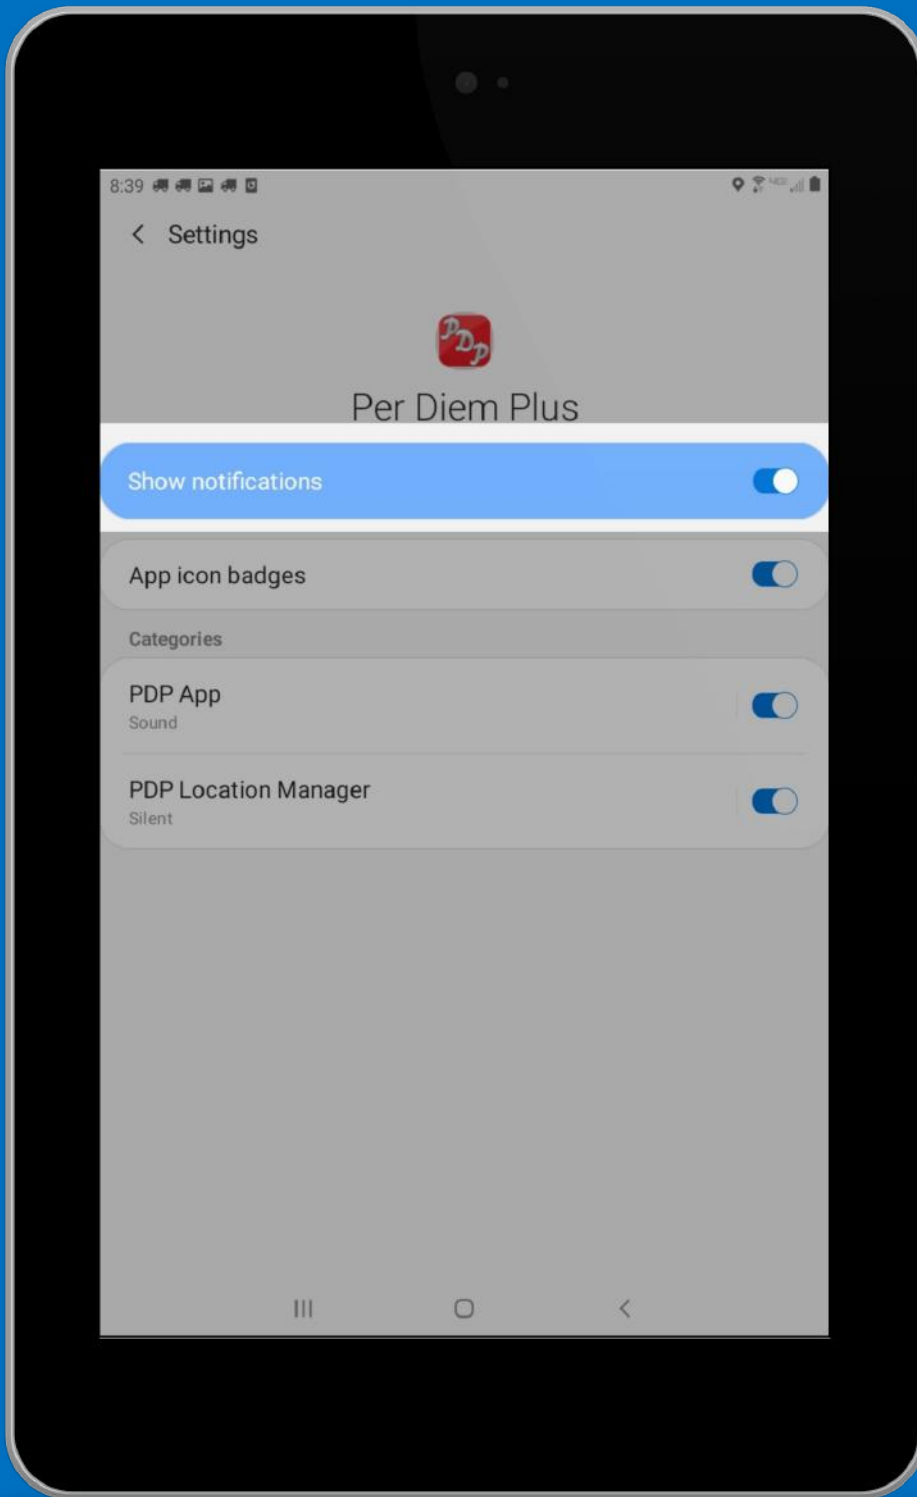 8:39
Settings
PDP
Per Diem Plus
Show notifications
App icon badges
Categories
PDP App
Sound
PDP Location Manager
Silent